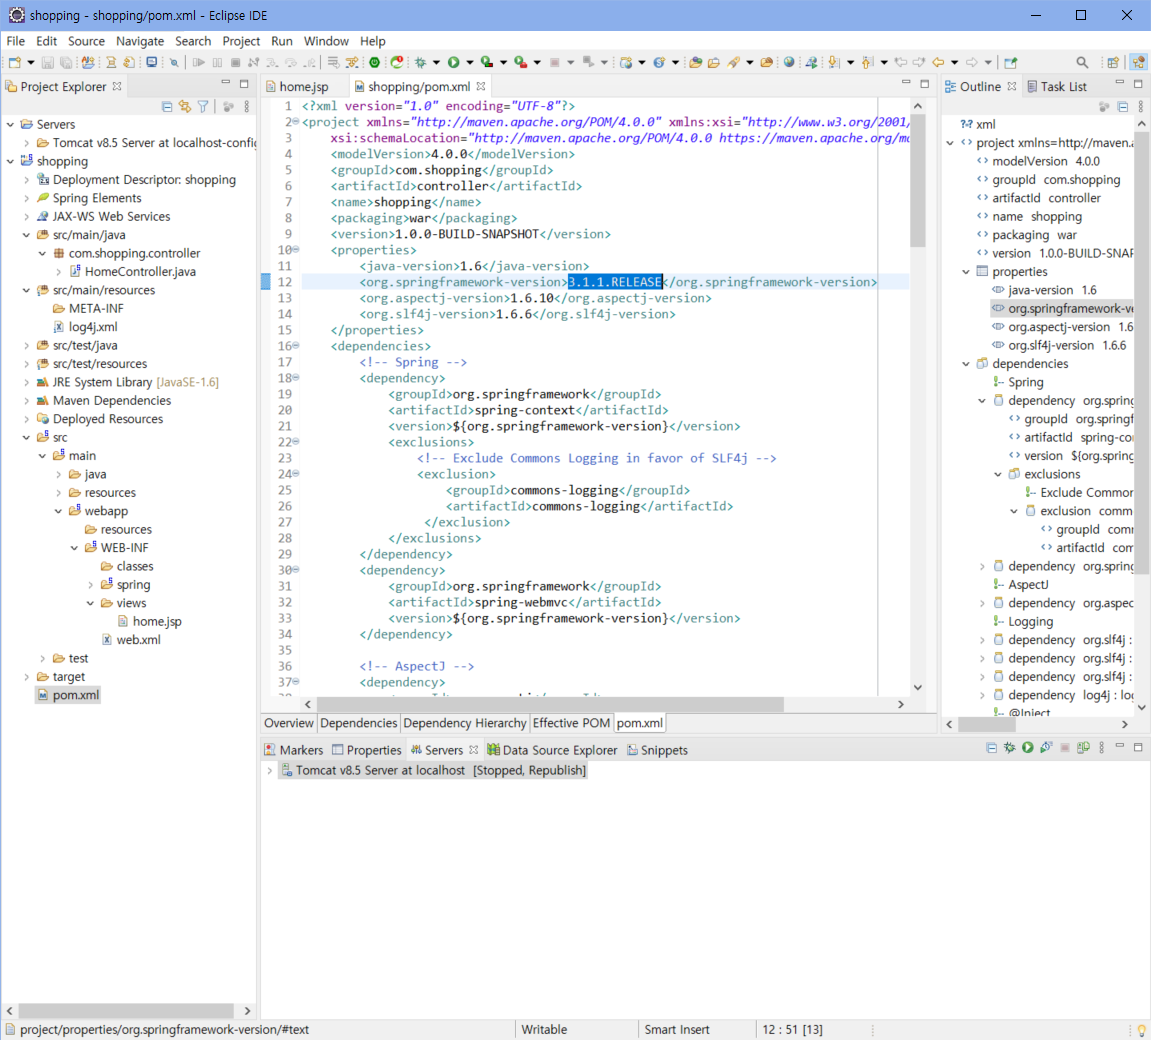 shopping - shopping/pom.xml - Eclipse IDE
File Edit Source Navigate Search Project Run Window Help
Project Explorer
Servers
Tomcat v8.5 Server at localhost-config
shopping
Deployment Descriptor: shopping
Spring Elements
JAX-WS Web Services
src/main/java
com.shopping.controller
HomeController.java
src/main/resources
META-INF
log4j.xml
src/test/java
src/test/resources
JRE System Library [JavaSE-1.6]
Maven Dependencies
Deployed Resources
src
main
java
resources
webapp
resources
WEB-INF
classes
spring
views
home.jsp
web.xml
test
target
pom.xml
home.jsp
shopping/pom.xml
1 <?xml version="1.0" encoding="UTF-8"?>
2 <project xmlns="http://maven.apache.org/POM/4.0.0" xmlns:xsi="http://www.w3.org/2001/
3 xsi:schemaLocation="http://maven.apache.org/POM/4.0.0 https://maven.apache.org/ma
4 <modelVersion>4.0.0</modelVersion>
5 <groupId>com.shopping</groupId>
6 <artifactId>controller</artifactId>
7 <name>shopping</name>
8 <packaging>war</packaging>
9 <version>1.0.0-BUILD-SNAPSHOT</version>
10 <properties>
11 <java-version>1.6</java-version>
12 <org.springframework-version>3.1.1.RELEASE</org.springframework-version>
13 <org.aspectj-version>1.6.10</org.aspectj-version>
14 <org.slf4j-version>1.6.6</org.slf4j-version>
15 </properties>
16 <dependencies>
17 <!-- Spring -->
18 <dependency>
19 <groupId>org.springframework</groupId>
20 <artifactId>spring-context</artifactId>
21 <version>${org.springframework-version}</version>
22 <exclusions>
23 <!-- Exclude Commons Logging in favor of SLF4j -->
24 <exclusion>
25 <groupId>commons-logging</groupId>
26 <artifactId>commons-logging</artifactId>
27 </exclusion>
28 </exclusions>
29 </dependency>
30 <dependency>
31 <groupId>org.springframework</groupId>
32 <artifactId>spring-webmvc</artifactId>
33 <version>${org.springframework-version}</version>
34 </dependency>
35
36 <!-- AspectJ -->
37 <dependency>
Overview Dependencies Dependency Hierarchy Effective POM pom.xml
Outline Task List
xml
project xmlns=http://maven.a
modelVersion 4.0.0
groupId com.shopping
artifactId controller
name shopping
packaging war
version 1.0.0-BUILD-SNAP
properties
java-version 1.6
org.springframework-ve
org.aspectj-version 1.6
org.slf4j-version 1.6.6
dependencies
Spring
dependency org.spring
groupId org.springf
artifactId spring-co
version ${org.spring
exclusions
Exclude Common
exclusion comm
groupId comm
artifactId com
dependency org.spring
AspectJ
dependency org.aspec
Logging
dependency org.slf4j :
dependency org.slf4j :
dependency org.slf4j :
dependency log4j : log
@Inject
Markers Properties Servers Data Source Explorer Snippets
Tomcat v8.5 Server at localhost [Stopped, Republish]
project/properties/org.springframework-version/#text
Writable
Smart Insert
12 : 51 [13]